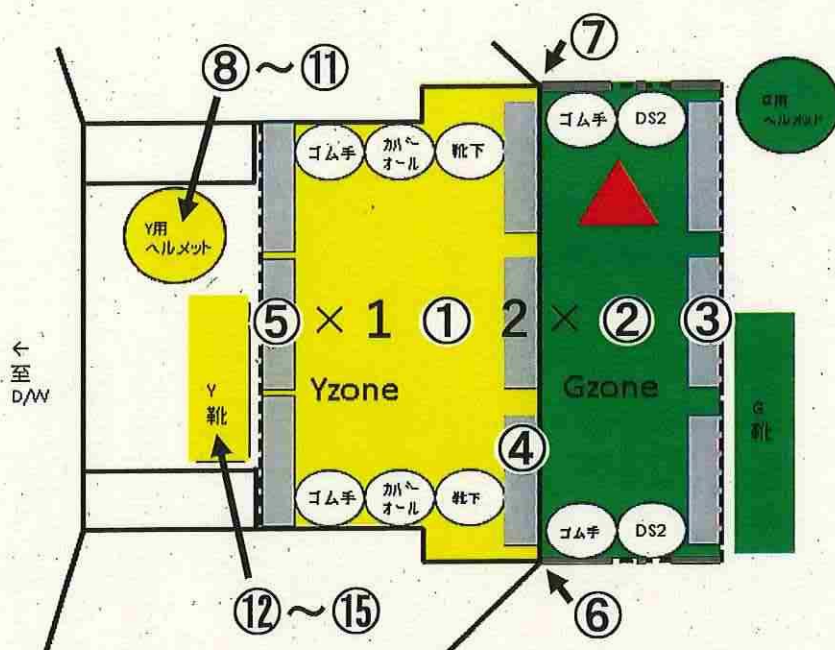 ⑧～⑪
⑦
ゴム手
カバーオール
靴下
ゴム手
DS2
G用
ヘルメット
Y用
ヘルメット
⑤ × 1 ① 2 × ② ③
←
至
D/W
Y
靴
Yzone
Gzone
G
靴
④
ゴム手
カバーオール
靴下
ゴム手
DS2
⑫～⑮
⑥